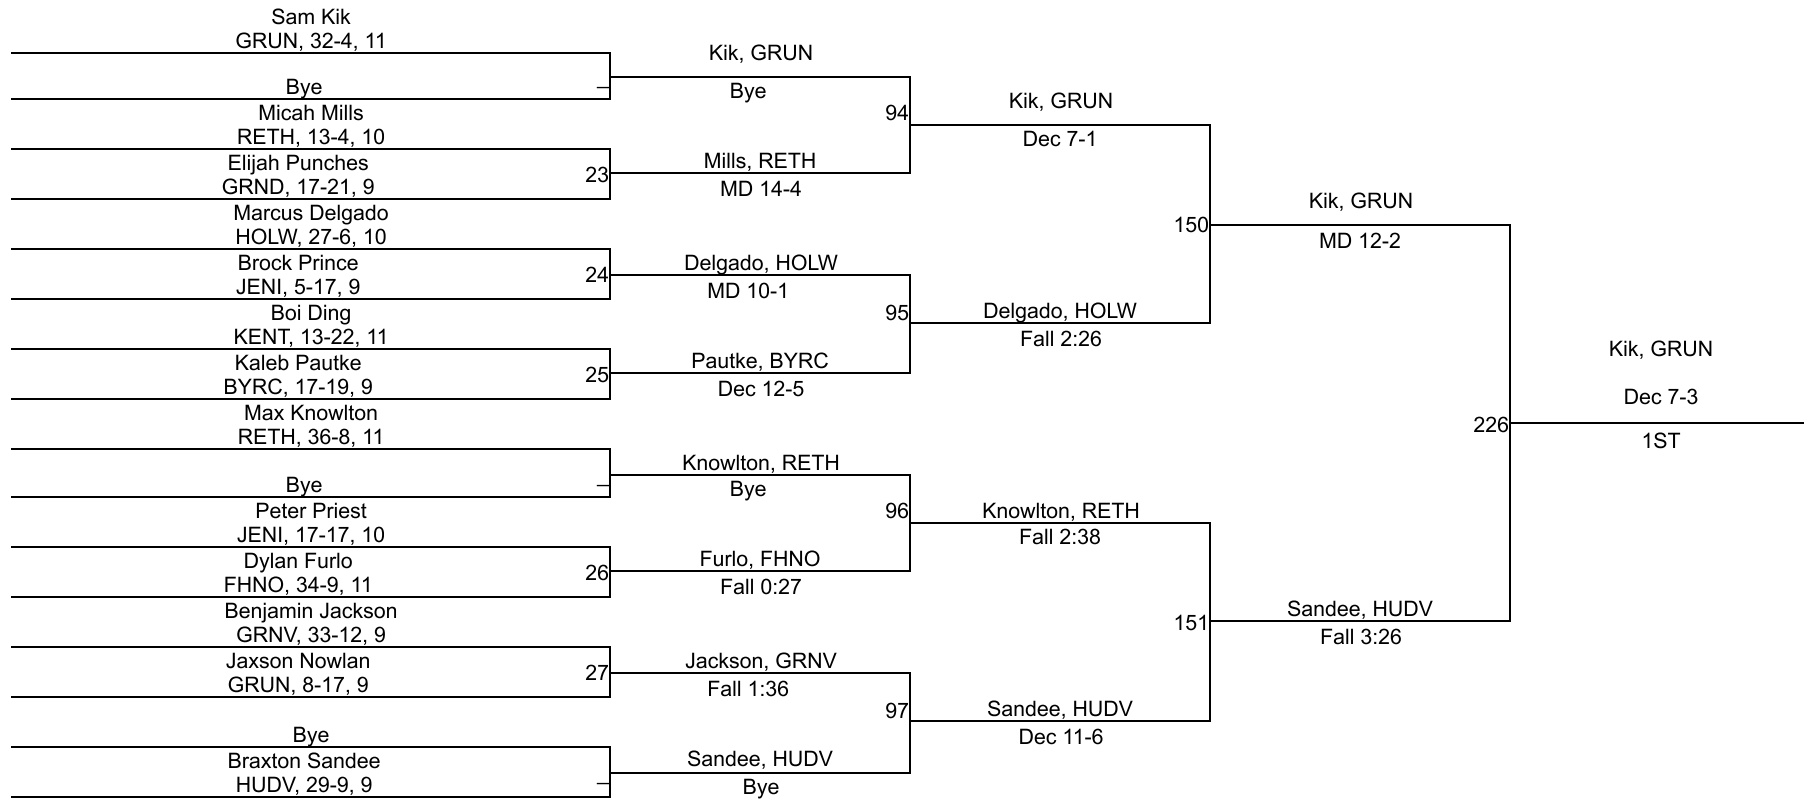 Sam Kik
GRUN, 32-4, 11
Bye
Micah Mills
RETH, 13-4, 10
Elijah Punches
GRND, 17-21, 9
Marcus Delgado
HOLW, 27-6, 10
Brock Prince
JENI, 5-17, 9
Boi Ding
KENT, 13-22, 11
Kaleb Pautke
BYRC, 17-19, 9
Max Knowlton
RETH, 36-8, 11
Bye
Peter Priest
JENI, 17-17, 10
Dylan Furlo
FHNO, 34-9, 11
Benjamin Jackson
GRNV, 33-12, 9
Jaxson Nowlan
GRUN, 8-17, 9
Bye
Braxton Sandee
HUDV, 29-9, 9
23
24
25
26
27
Kik, GRUN
Bye
Mills, RETH
MD 14-4
Delgado, HOLW
MD 10-1
Pautke, BYRC
Dec 12-5
Knowlton, RETH
Bye
Furlo, FHNO
Fall 0:27
Jackson, GRNV
Fall 1:36
Sandee, HUDV
Bye
94
95
96
97
Kik, GRUN
Dec 7-1
Delgado, HOLW
Fall 2:26
Knowlton, RETH
Fall 2:38
Sandee, HUDV
Dec 11-6
150
151
Kik, GRUN
MD 12-2
Sandee, HUDV
Fall 3:26
226
Kik, GRUN
Dec 7-3
1ST